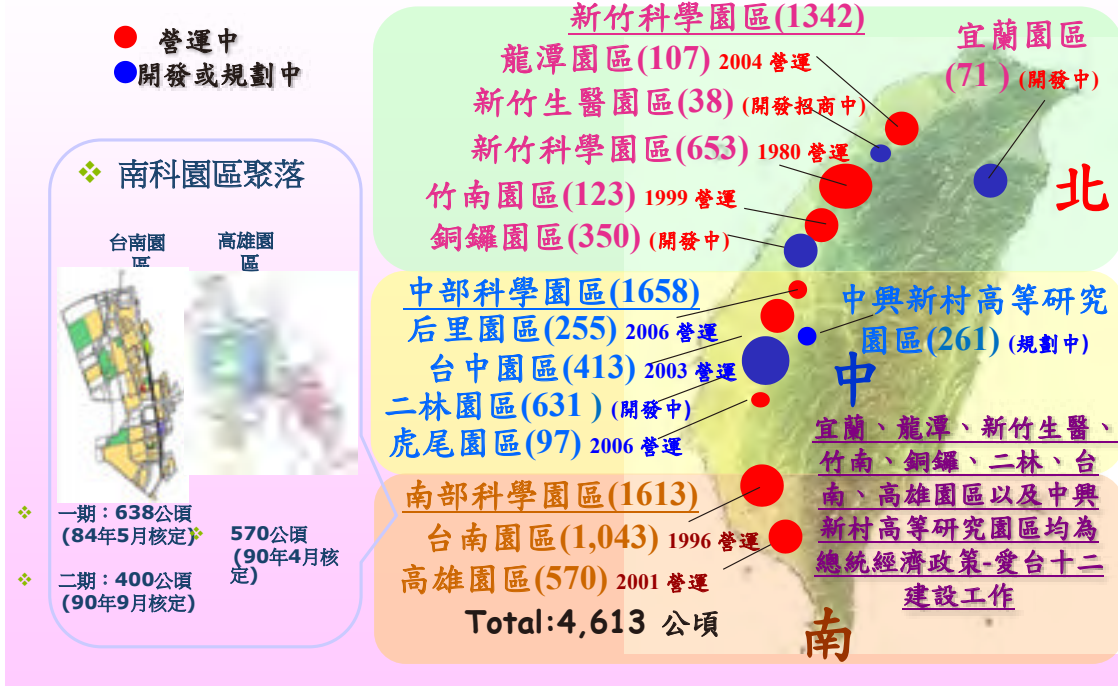 營運中
開發或規劃中
南科園區聚落
台南園
區
高雄園
區
一期：638公頃
(84年5月核定)
二期：400公頃
(90年9月核定)
570公頃
(90年4月核
定)
新竹科學園區(1342)
龍潭園區(107) 2004 營運
新竹生醫園區(38) (開發招商中)
新竹科學園區(653) 1980 營運
竹南園區(123) 1999 營運
銅鑼園區(350) (開發中)
宜蘭園區
(71 ) (開發中)
北
中部科學園區(1658)
后里園區(255) 2006 營運
台中園區(413) 2003 營運
二林園區(631 ) (開發中)
虎尾園區(97) 2006 營運
中興新村高等研究
園區(261) (規劃中)
中
南部科學園區(1613)
台南園區(1,043) 1996 營運
高雄園區(570) 2001 營運
Total:4,613 公頃
南
宜蘭、龍潭、新竹生醫、
竹南、銅鑼、二林、台
南、高雄園區以及中興
新村高等研究園區均為
總統經濟政策-愛台十二
建設工作